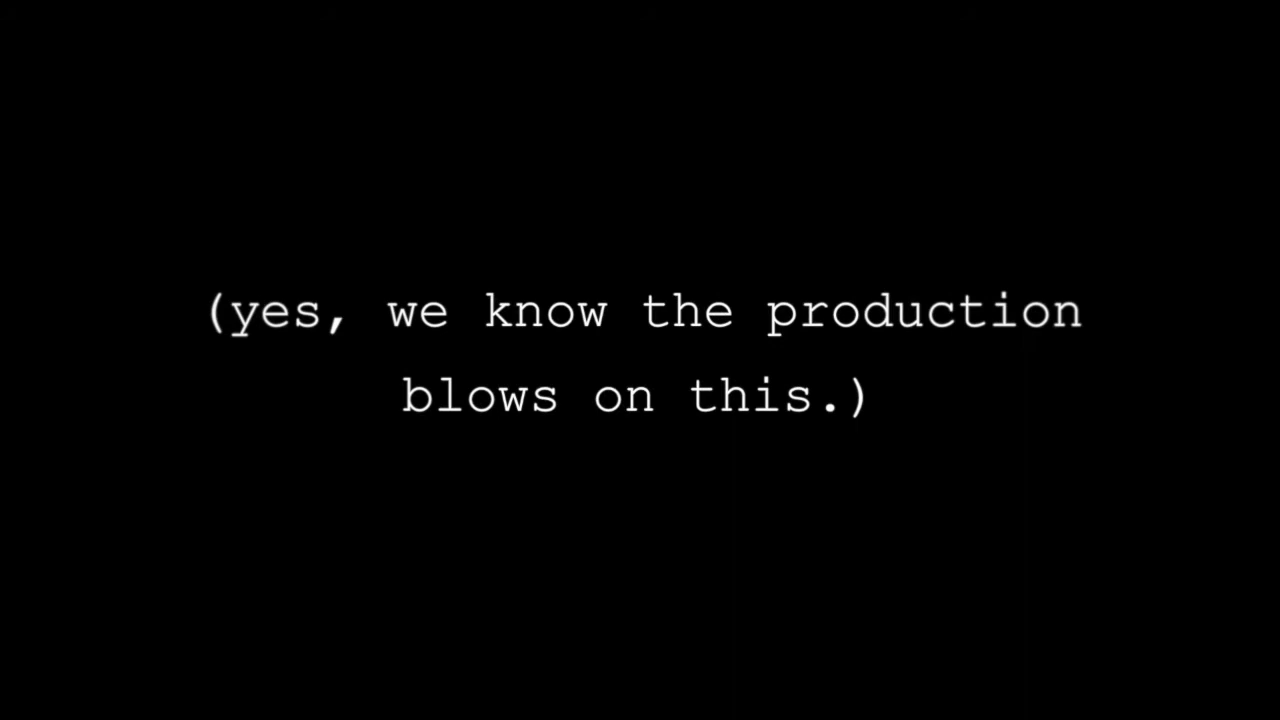 (yes, we know the production
blows on this.)